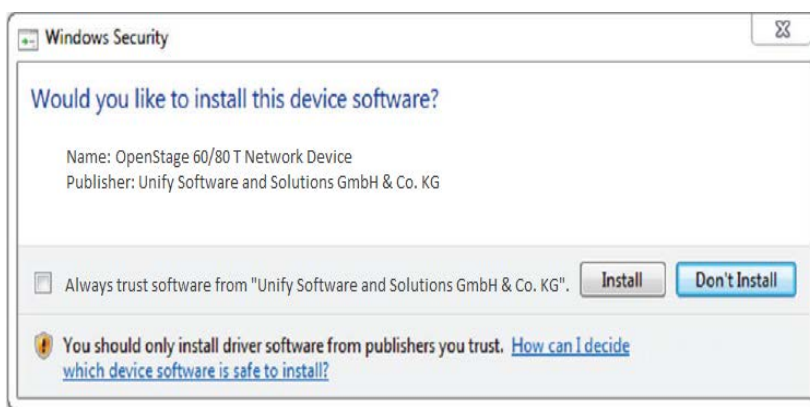 Windows Security
Would you like to install this device software?
Name: OpenStage 60/80 T Network Device
Publisher: Unify Software and Solutions GmbH & Co. KG
Always trust software from "Unify Software and Solutions GmbH & Co. KG". Install Don't Install
You should only install driver software from publishers you trust. How can I decide
which device software is safe to install?